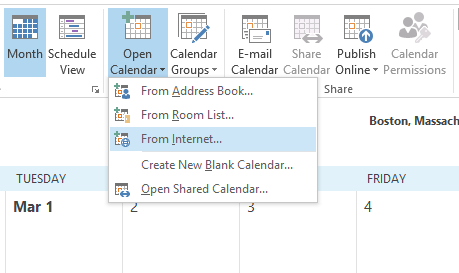 Month Schedule View Open Calendar Calendar Groups E-mail Calendar Share Calendar Publish Online Calendar Permissions
Share
From Address Book...
From Room List...
From Internet...
Create New Blank Calendar...
Open Shared Calendar...
Boston, Massach
TUESDAY FRIDAY
Mar 1 2 3 4